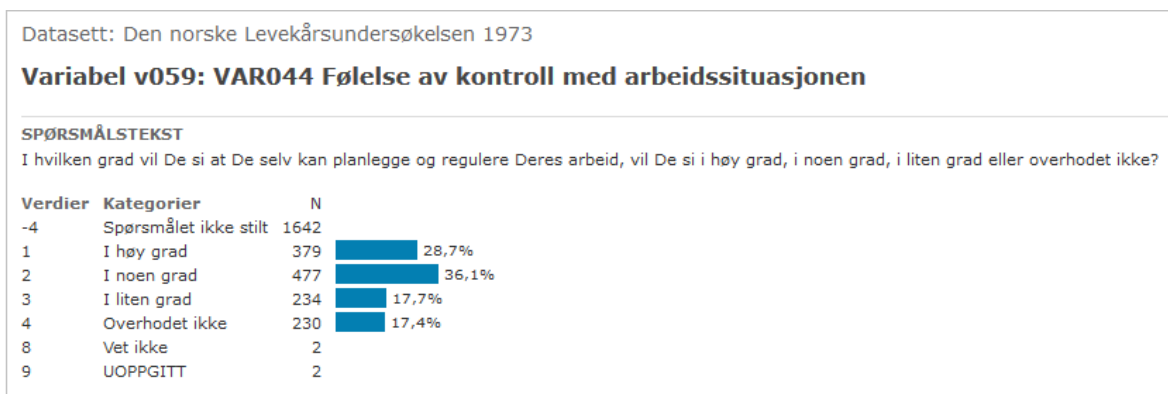 Datasett: Den norske Levekårsundersøkelsen 1973
Variabel v059: VAR044 Følelse av kontroll med arbeidssituasjonen
SPØRSMÅLSTEKST
I hvilken grad vil De si at De selv kan planlegge og regulere Deres arbeid, vil De si i høy grad, i noen grad, i liten grad eller overhodet ikke?
Verdier Kategorier N
-4 Spørsmålet ikke stilt 1642
1 I høy grad 379 28,7%
2 I noen grad 477 36,1%
3 I liten grad 234 17,7%
4 Overhodet ikke 230 17,4%
8 Vet ikke 2
9 UOPPGITT 2